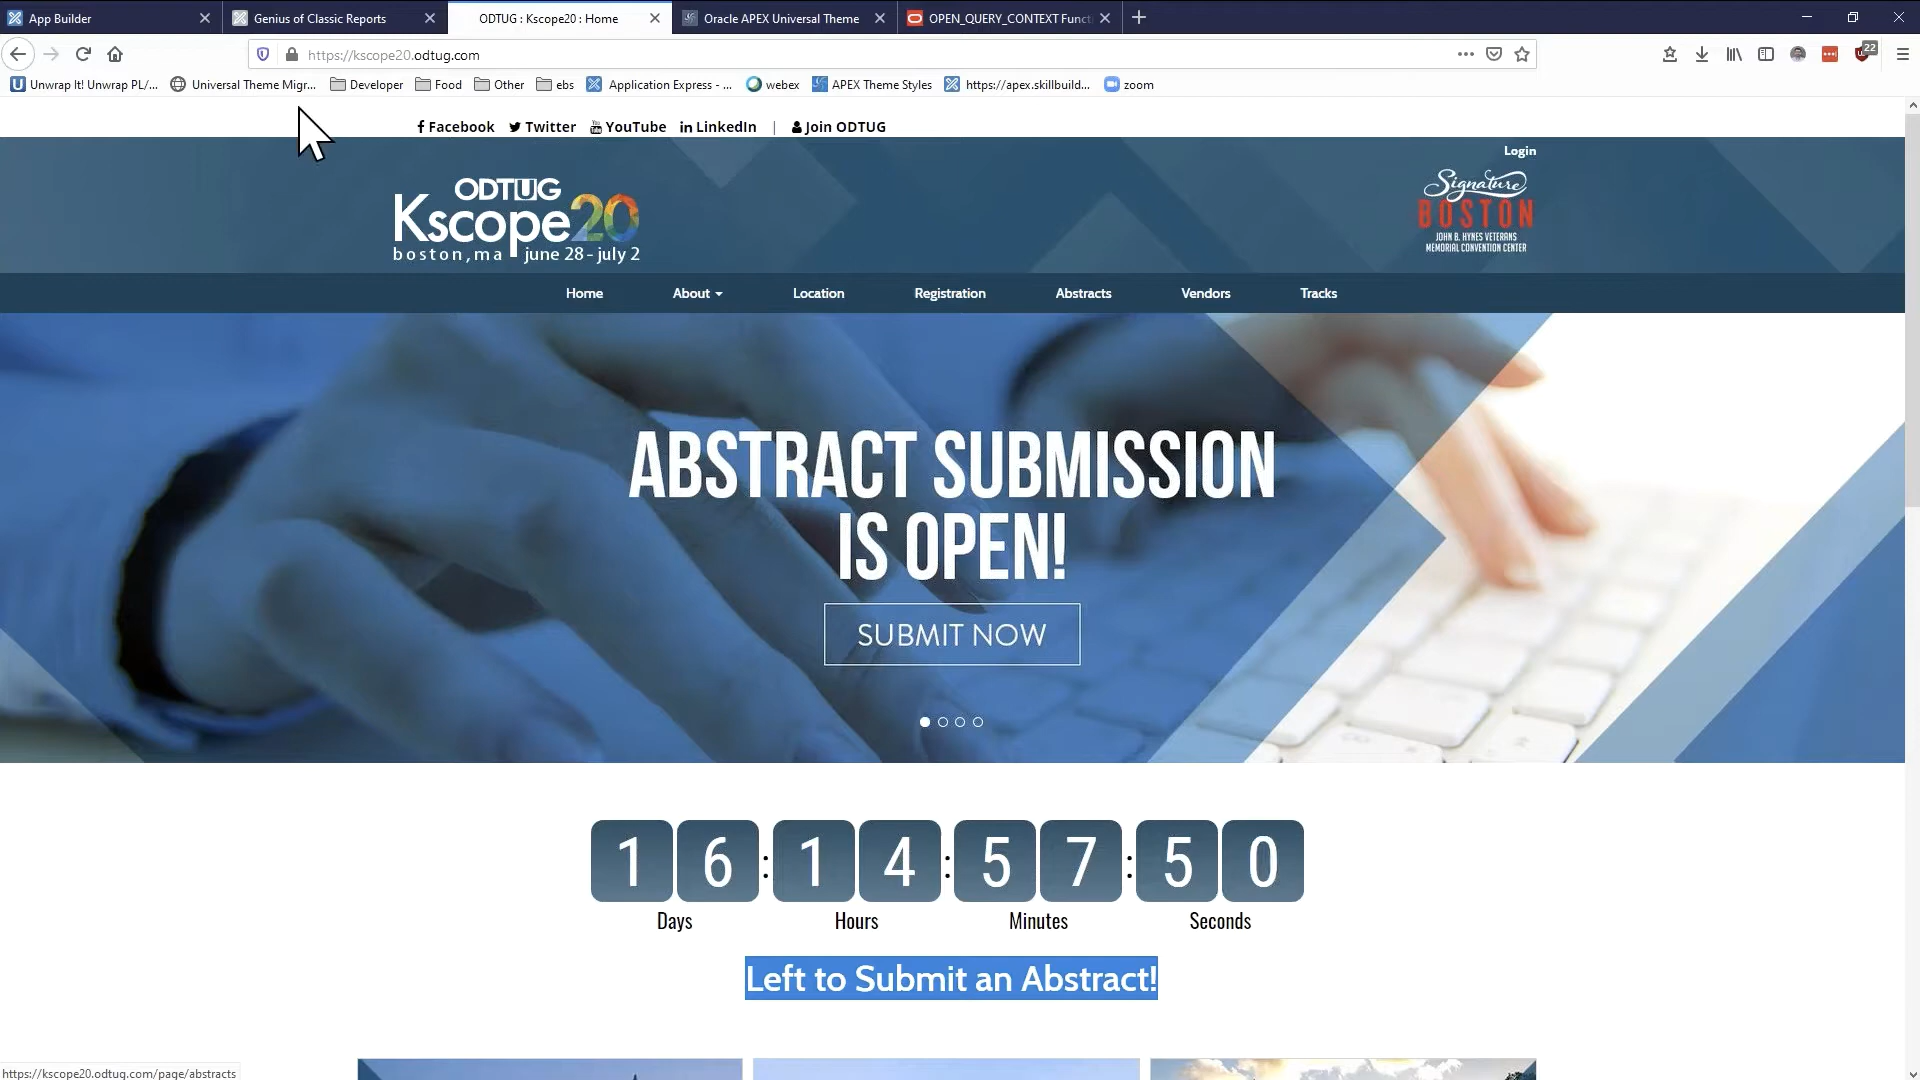 App Builder
Genius of Classic Reports
ODTUG : Kscope20 : Home
Oracle APEX Universal Theme
OPEN_QUERY_CONTEXT Funct
https://kscope20.odtug.com
22
Unwrap It! Unwrap PL/...
Universal Theme Migr...
Developer
Food
Other
ebs
Application Express - ...
webex
APEX Theme Styles
https://apex.skillbuild...
zoom
Facebook Twitter YouTube LinkedIn | Join ODTUG
Login
ODTUG
Kscope20
boston, ma june 28 - july 2
Signature
BOSTON
JOHN B. HYNES VETERANS
MEMORIAL CONVENTION CENTER
Home About Location Registration Abstracts Vendors Tracks
ABSTRACT SUBMISSION
IS OPEN!
SUBMIT NOW
16:14:57:50
Days Hours Minutes Seconds
Left to Submit an Abstract!
https://kscope20.odtug.com/page/abstracts